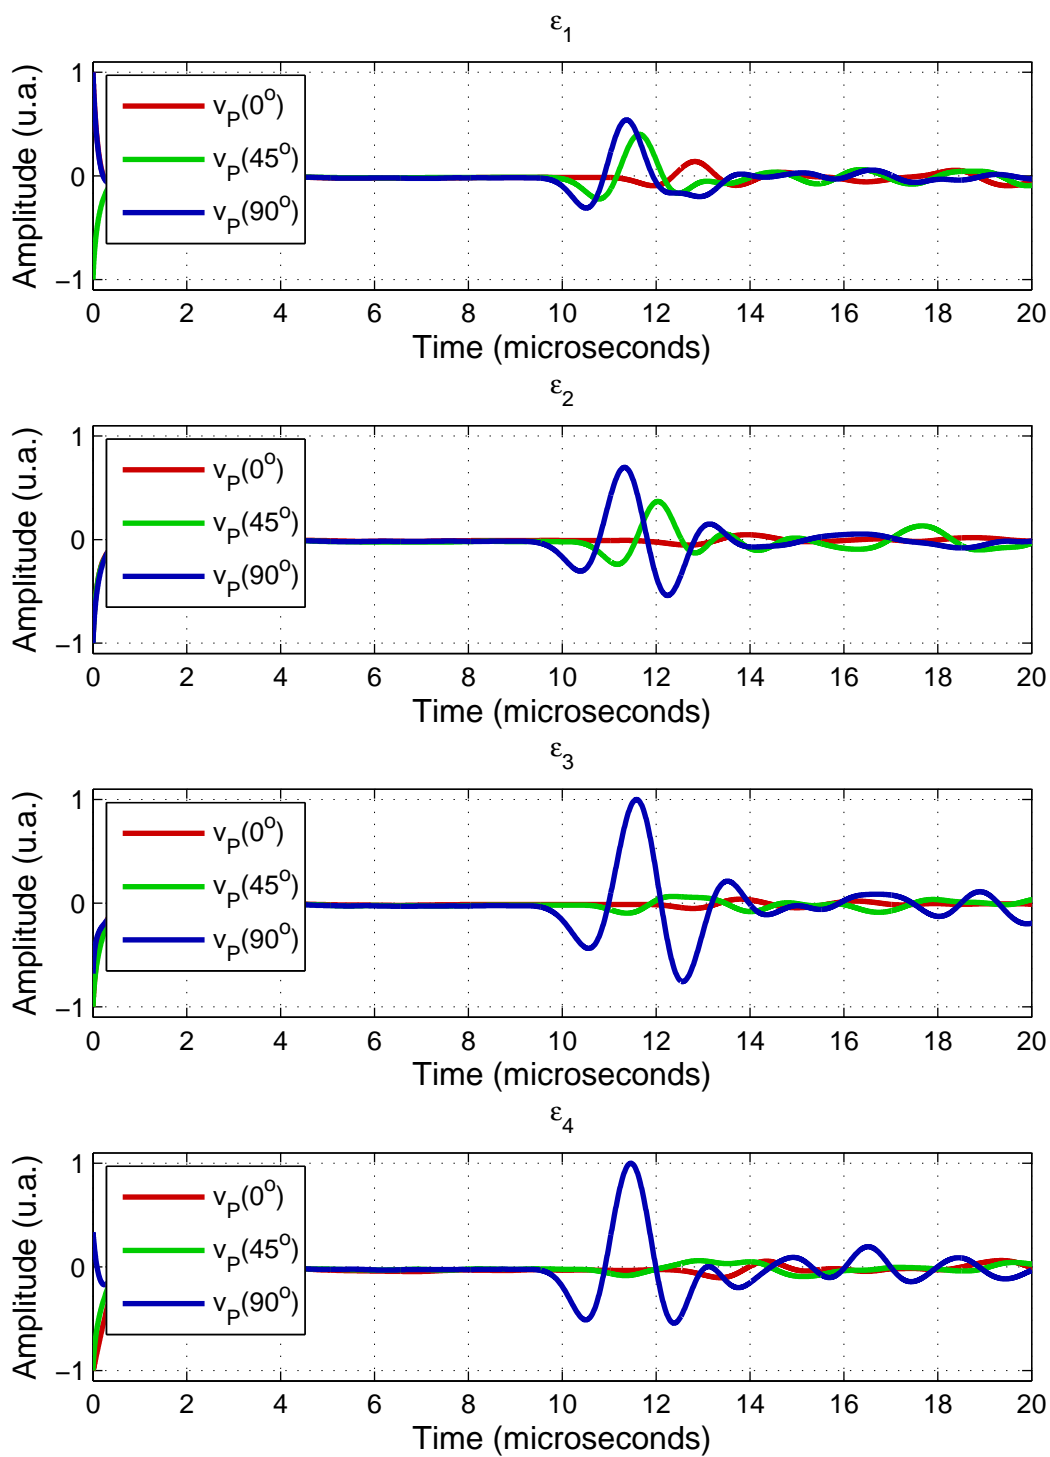 ε1
Amplitude (u.a.)
1
0
−1
vP(0o)
vP(45o)
vP(90o)
0 2 4 6 8 10 12 14 16 18 20
Time (microseconds)
ε2
Amplitude (u.a.)
1
0
−1
vP(0o)
vP(45o)
vP(90o)
0 2 4 6 8 10 12 14 16 18 20
Time (microseconds)
ε3
Amplitude (u.a.)
1
0
−1
vP(0o)
vP(45o)
vP(90o)
0 2 4 6 8 10 12 14 16 18 20
Time (microseconds)
ε4
Amplitude (u.a.)
1
0
−1
vP(0o)
vP(45o)
vP(90o)
0 2 4 6 8 10 12 14 16 18 20
Time (microseconds)